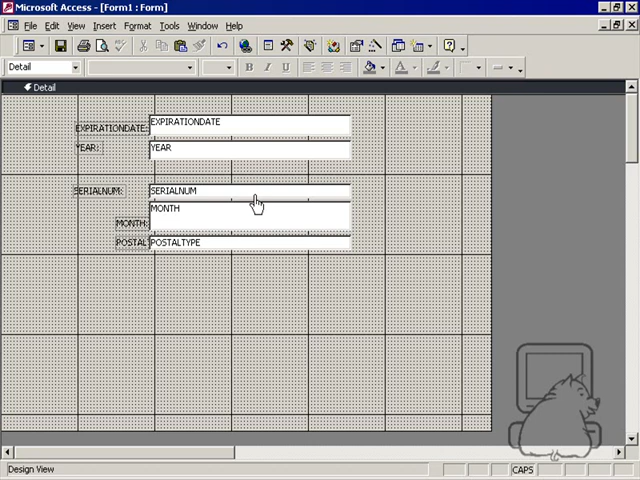 Microsoft Access - [Form1 : Form]
File Edit View Insert Format Tools Window Help
Detail
B I U
Detail
EXPIRATIONDATE: EXPIRATIONDATE
YEAR: YEAR
SERIALNUM: SERIALNUM
MONTH
MONTH:
POSTAL POSTALTYPE
Design View
CAPS